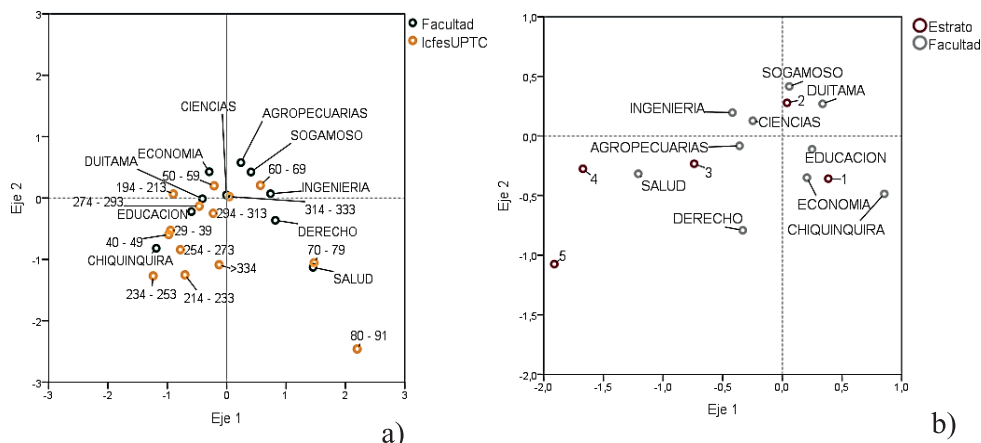 Facultad
IcfesUPTC
3
2
1
0
-1
-2
-3
Eje 2
CIENCIAS
AGROPECUARIAS
SOGAMOSO
ECONOMIA
DUITAMA
50 - 59
60 - 69
194 - 213
INGENIERIA
274 - 293
EDUCACION
294 - 313
314 - 333
DERECHO
29 - 39
40 - 49
254 - 273
70 - 79
CHIQUINQUIRA
>334
SALUD
234 - 253
214 - 233
80 - 91
-3
-2
-1
0
1
2
3
Eje 1
a)
Estrato
Facultad
1,0
0,5
0,0
-0,5
-1,0
-1,5
-2,0
Eje 2
SOGAMOSO
DUITAMA
2
INGENIERIA
CIENCIAS
AGROPECUARIAS
EDUCACION
3
4
SALUD
1
ECONOMIA
CHIQUINQUIRA
DERECHO
5
-2,0
-1,5
-1,0
-0,5
0,0
0,5
1,0
Eje 1
b)